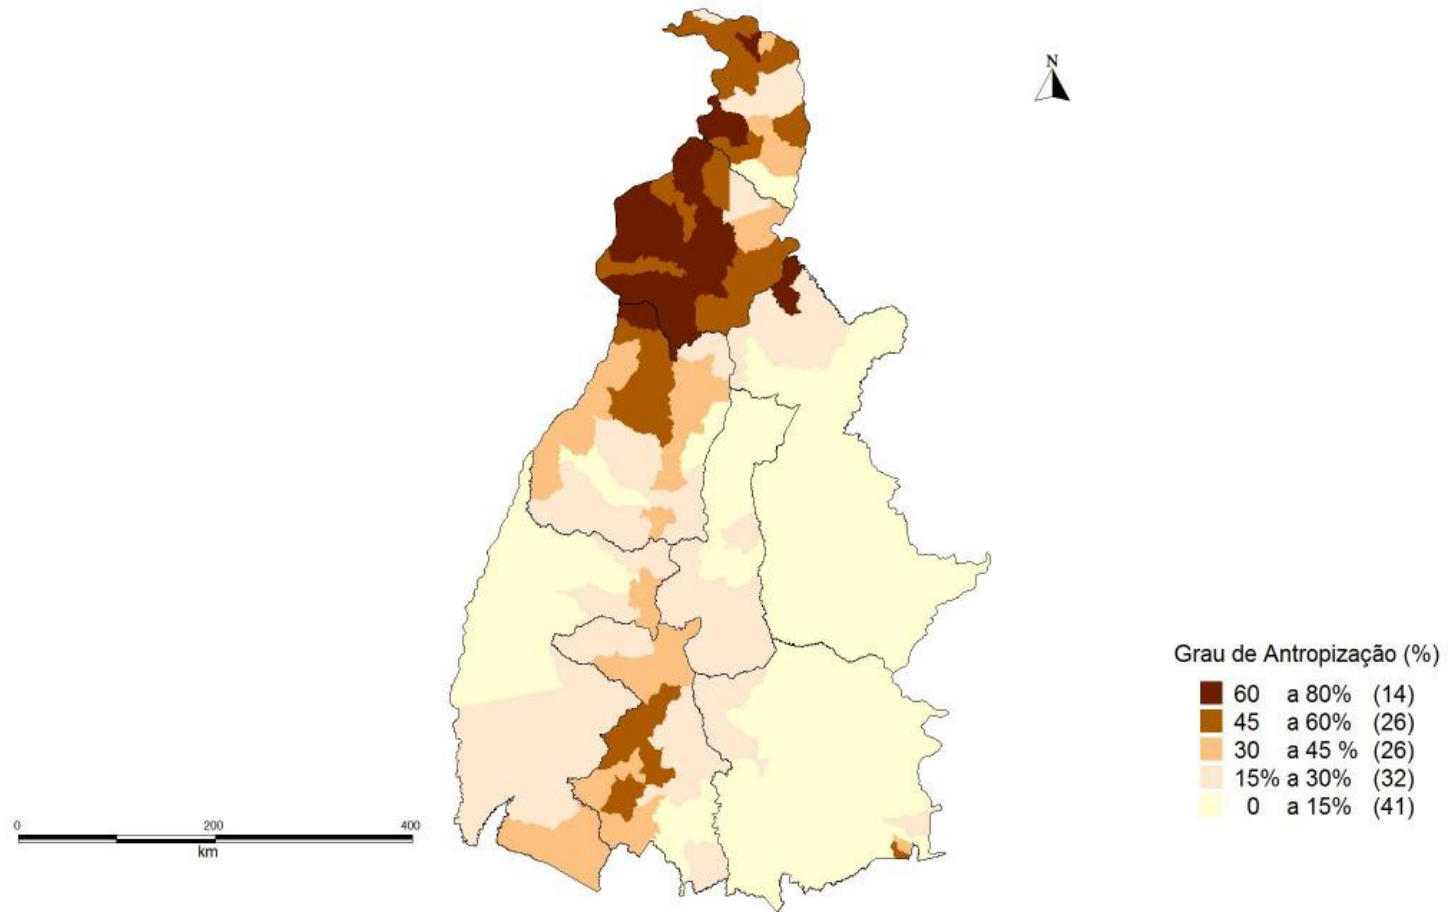 N
Grau de Antropização (%)
60 a 80% (14)
45 a 60% (26)
30 a 45 % (26)
15% a 30% (32)
0 a 15% (41)
0 200 400
km